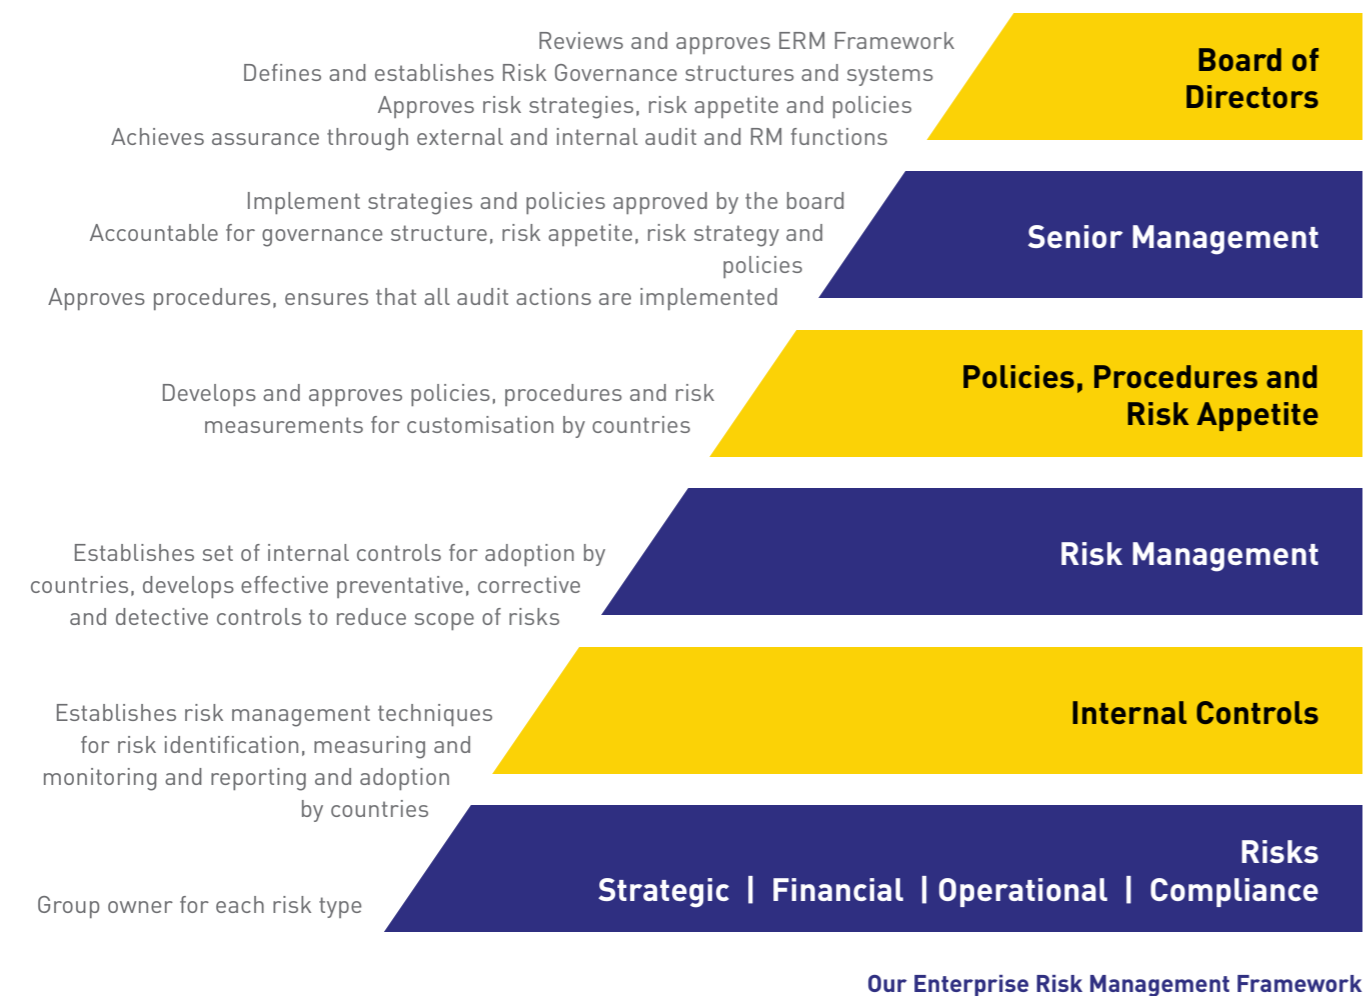 Reviews and approves ERM Framework
Defines and establishes Risk Governance structures and systems
Approves risk strategies, risk appetite and policies
Achieves assurance through external and internal audit and RM functions
Board of
Directors
Implement strategies and policies approved by the board
Accountable for governance structure, risk appetite, risk strategy and
policies
Approves procedures, ensures that all audit actions are implemented
Senior Management
Develops and approves policies, procedures and risk
measurements for customisation by countries
Policies, Procedures and
Risk Appetite
Establishes set of internal controls for adoption by
countries, develops effective preventative, corrective
and detective controls to reduce scope of risks
Risk Management
Establishes risk management techniques
for risk identification, measuring and
monitoring and reporting and adoption
by countries
Internal Controls
Group owner for each risk type
Risks
Strategic | Financial | Operational | Compliance
Our Enterprise Risk Management Framework